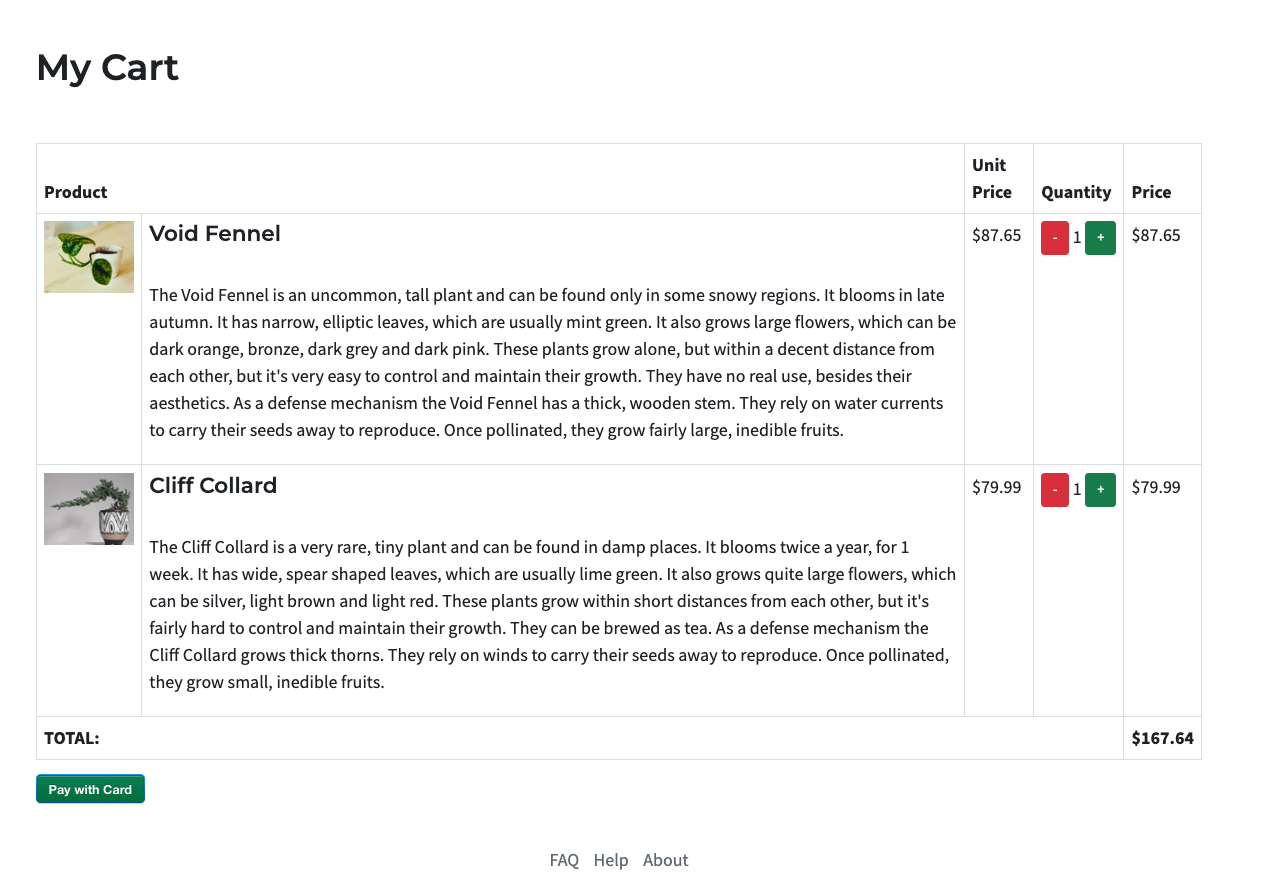 My Cart
Product
Unit
Price
Quantity
Price
Void Fennel
$87.65
- 1 +
$87.65
The Void Fennel is an uncommon, tall plant and can be found only in some snowy regions. It blooms in late
autumn. It has narrow, elliptic leaves, which are usually mint green. It also grows large flowers, which can be
dark orange, bronze, dark grey and dark pink. These plants grow alone, but within a decent distance from
each other, but it's very easy to control and maintain their growth. They have no real use, besides their
aesthetics. As a defense mechanism the Void Fennel has a thick, wooden stem. They rely on water currents
to carry their seeds away to reproduce. Once pollinated, they grow fairly large, inedible fruits.
Cliff Collard
$79.99
- 1 +
$79.99
The Cliff Collard is a very rare, tiny plant and can be found in damp places. It blooms twice a year, for 1
week. It has wide, spear shaped leaves, which are usually lime green. It also grows quite large flowers, which
can be silver, light brown and light red. These plants grow within short distances from each other, but it's
fairly hard to control and maintain their growth. They can be brewed as tea. As a defense mechanism the
Cliff Collard grows thick thorns. They rely on winds to carry their seeds away to reproduce. Once pollinated,
they grow small, inedible fruits.
TOTAL:
$167.64
Pay with Card
FAQ Help About